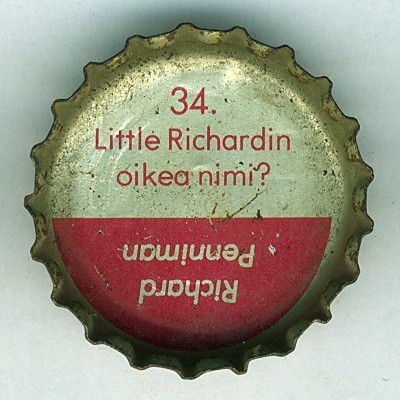 34.
Little Richardin
oikea nimi?
Richard
Penniman